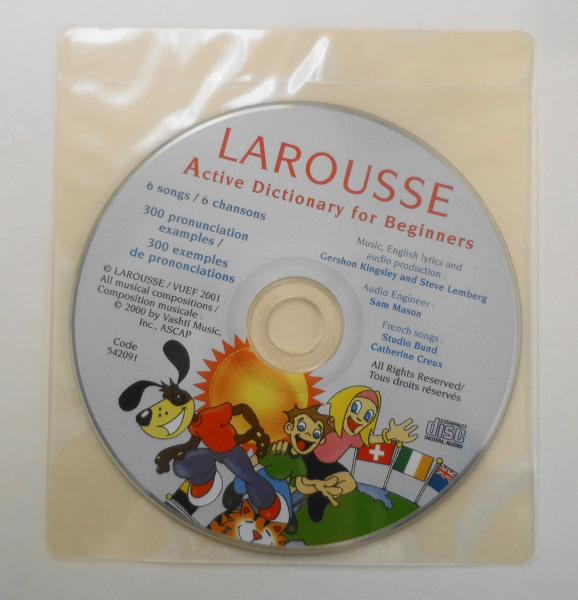 LAROUSSE
Active Dictionary for Beginners
6 songs / 6 chansons
300 pronunciation
examples /
300 exemples
de prononciations
© LAROUSSE / VUEF 2001
All musical compositions /
Composition musicale :
© 2000 by Vashti Music,
Inc., ASCAP
Code
542091
Music, English lyrics and
audio production :
Gershon Kingsley and Steve Lemberg
Audio Engineer :
Sam Mason
French songs :
Studio Bund
Catherine Creux
All Rights Reserved/
Tous droits réservés
COMPACT
disc
DIGITAL AUDIO